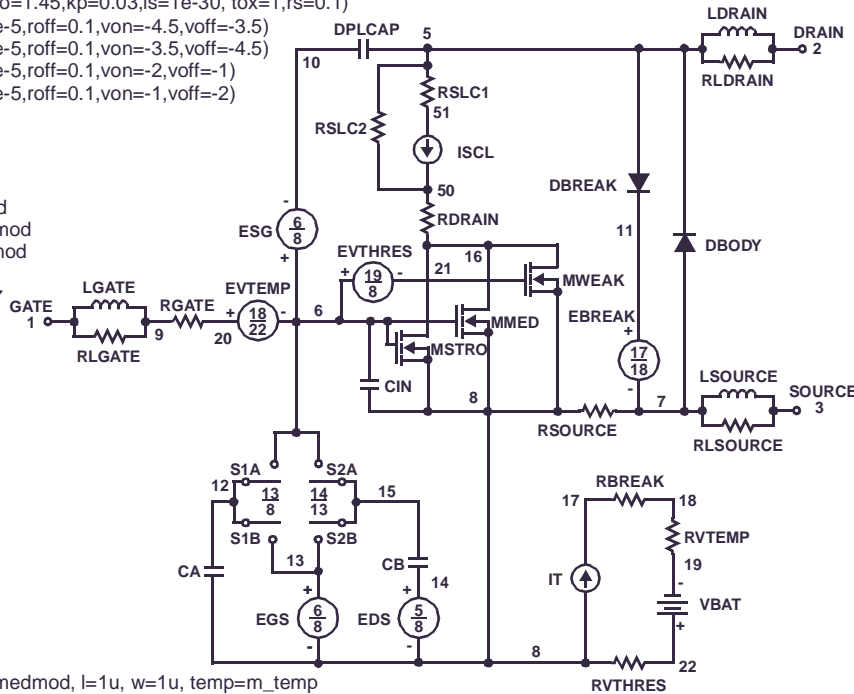 o=1.45,kp=0.03,is=1e-30, tox=1,rs=0.1)
e-5,roff=0.1,von=-4.5,voff=-3.5)
e-5,roff=0.1,von=-3.5,voff=-4.5)
e-5,roff=0.1,von=-2,voff=-1)
e-5,roff=0.1,von=-1,voff=-2)
d
mod
mod
LDRAIN
DPLCAP
5
DRAIN
2
10
RLDRAIN
RSLC1
51
RSLC2
ISCL
DBREAK
50
RDRAIN
ESG
6
8
-
+
11
DBODY
EVTHRES
+
19
8
-
21
16
MWEAK
LGATE
GATE
1
RLGATE
9
RGATE
20
EVTEMP
+
18
22
-
6
MMED
MSTRO
EBREAK
+
17
18
-
CIN
8
LSOURCE
7
SOURCE
3
RSOURCE
RLSOURCE
S1A
S2A
12
13
8
14
13
15
S1B
S2B
13
CA
CB
14
+
EGS
6
8
-
+
EDS
5
8
-
RBREAK
17
18
RVTEMP
19
IT
-
VBAT
+
8
22
RVTHRES
medmod, l=1u, w=1u, temp=m_temp